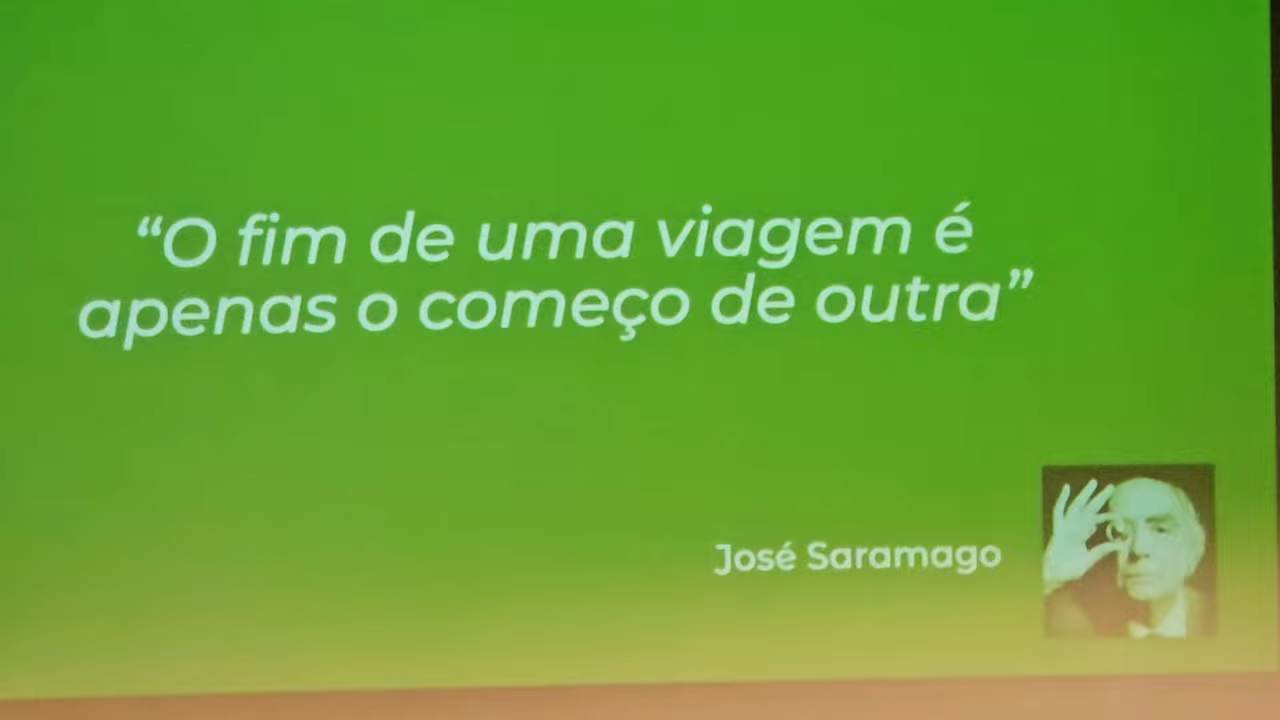 “O fim de uma viagem é
apenas o começo de outra”
José Saramago